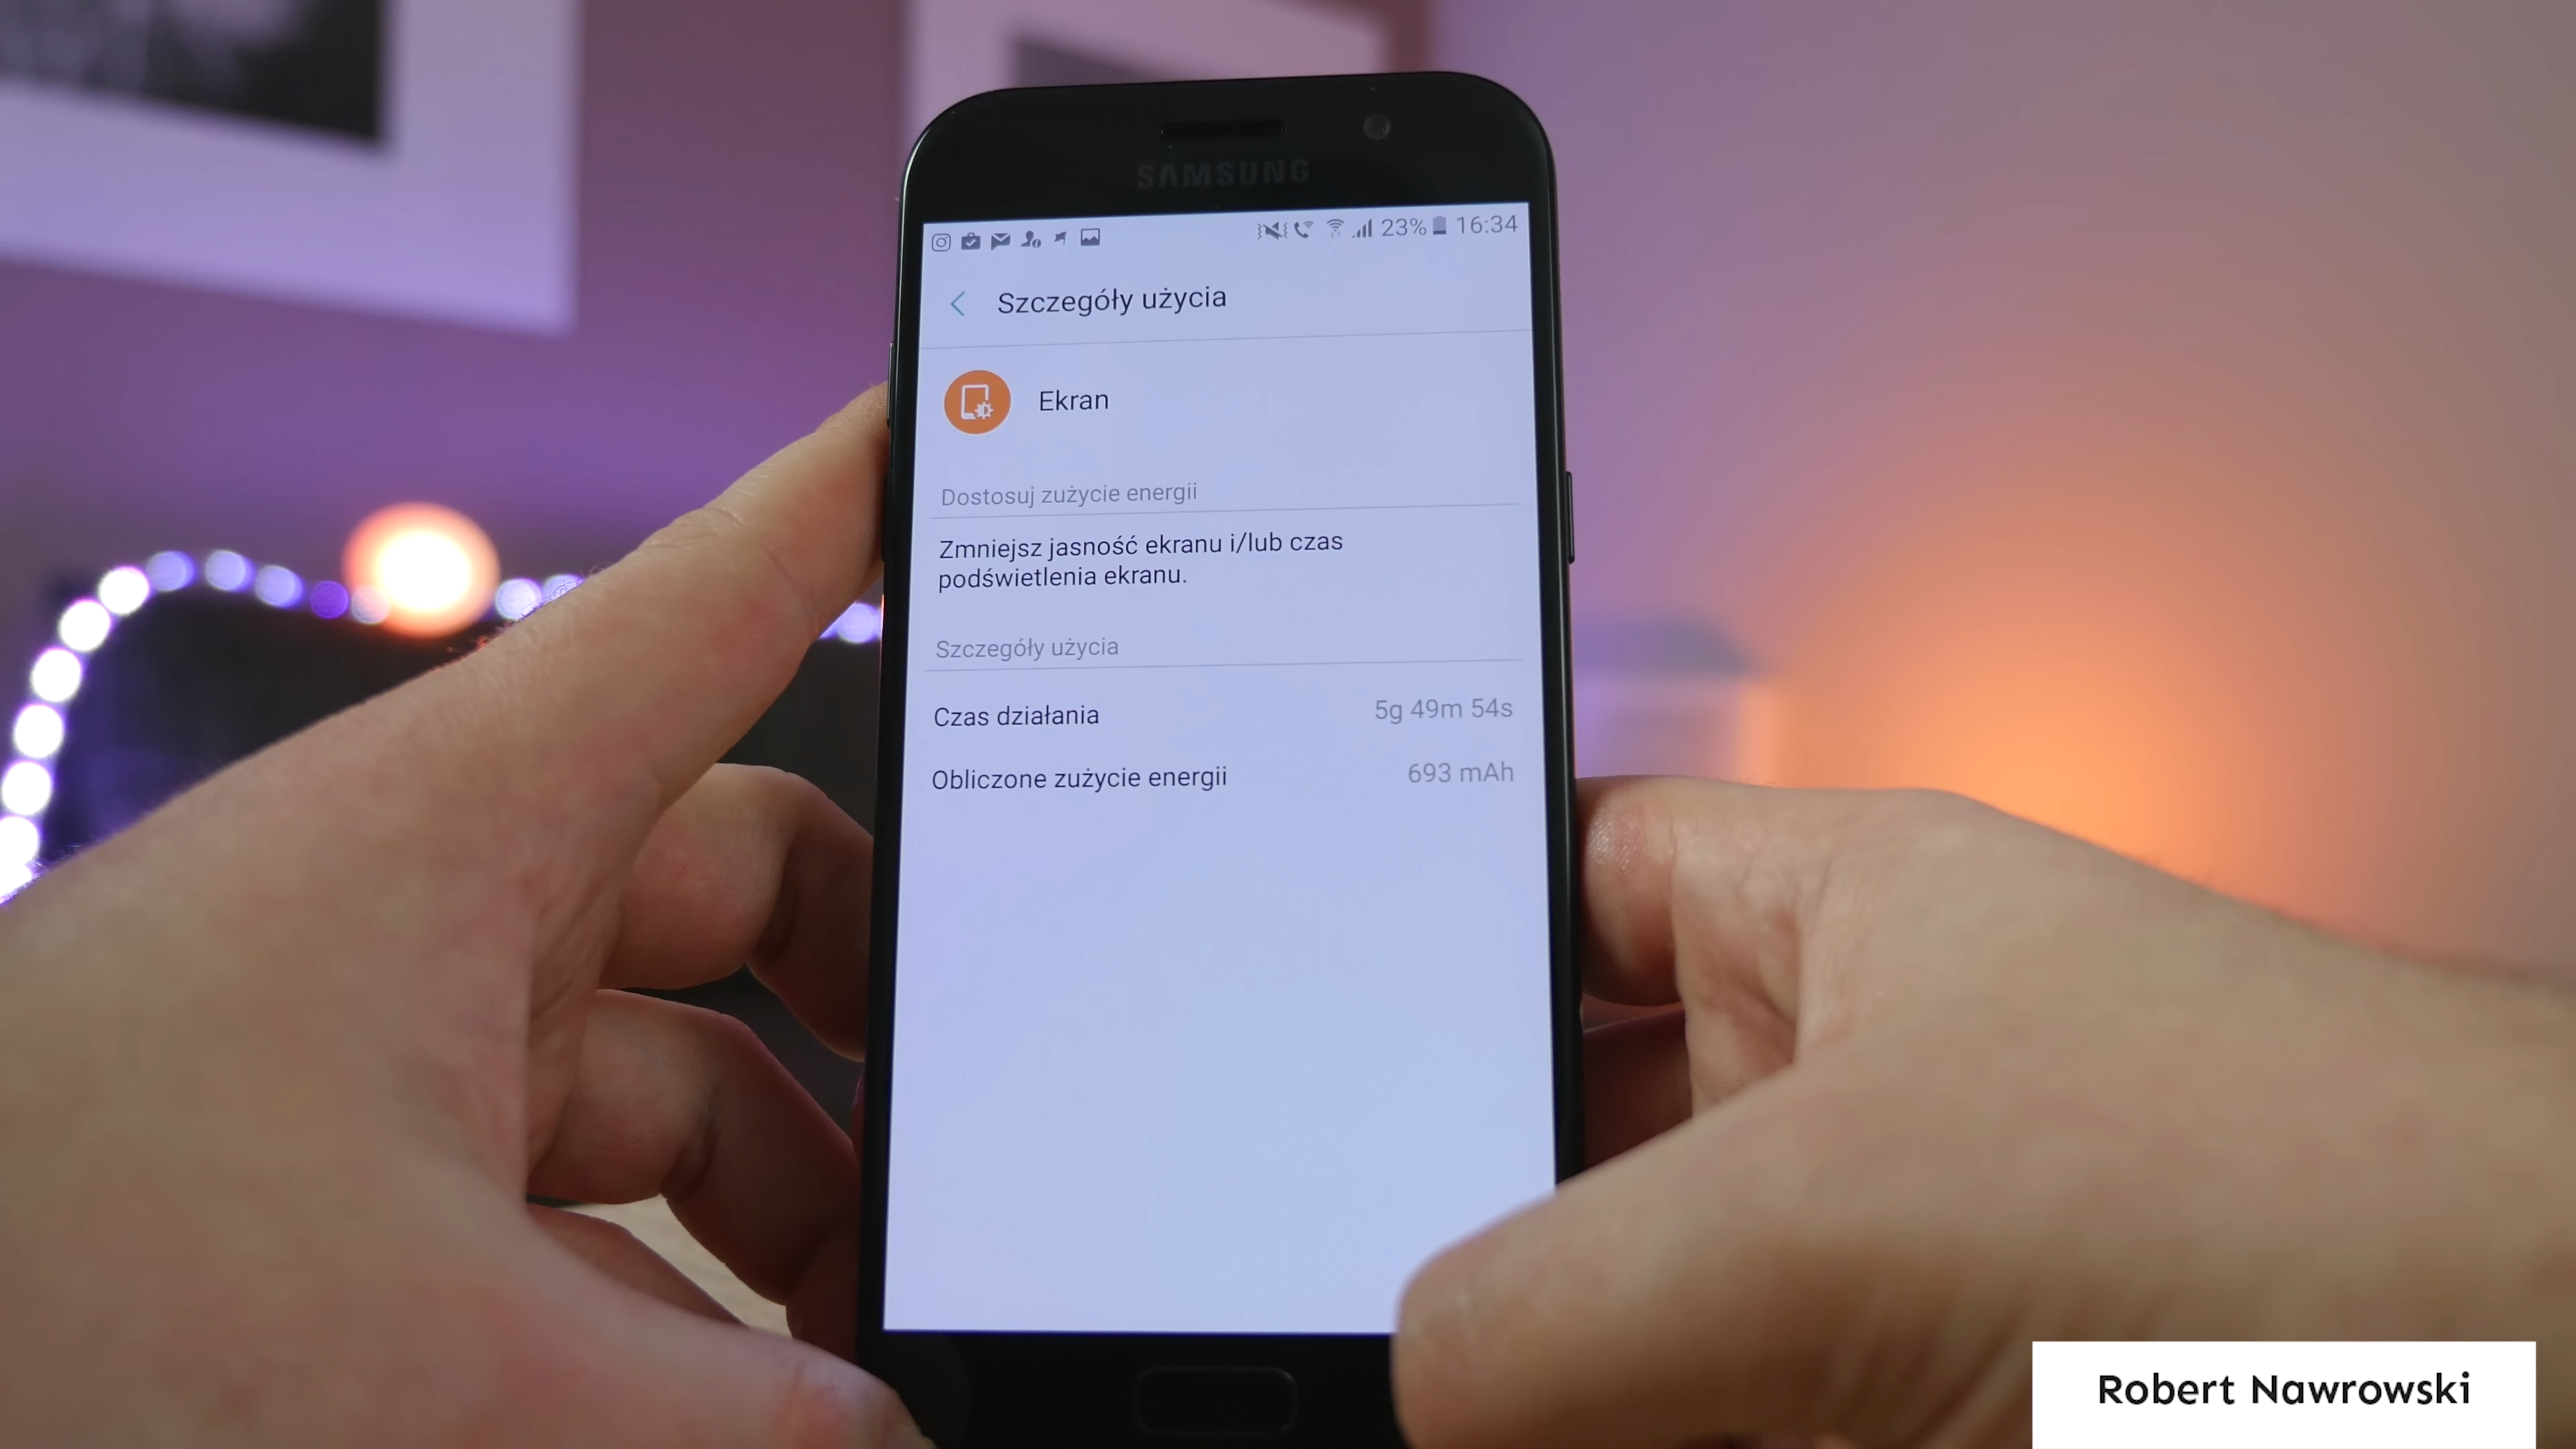 SAMSUNG
23% 16:34
Szczegóły użycia
Ekran
Dostosuj zużycie energii
Zmniejsz jasność ekranu i/lub czas
podświetlenia ekranu.
Szczegóły użycia
Czas działania 5g 49m 54s
Obliczone zużycie energii 693 mAh
Robert Nawrowski